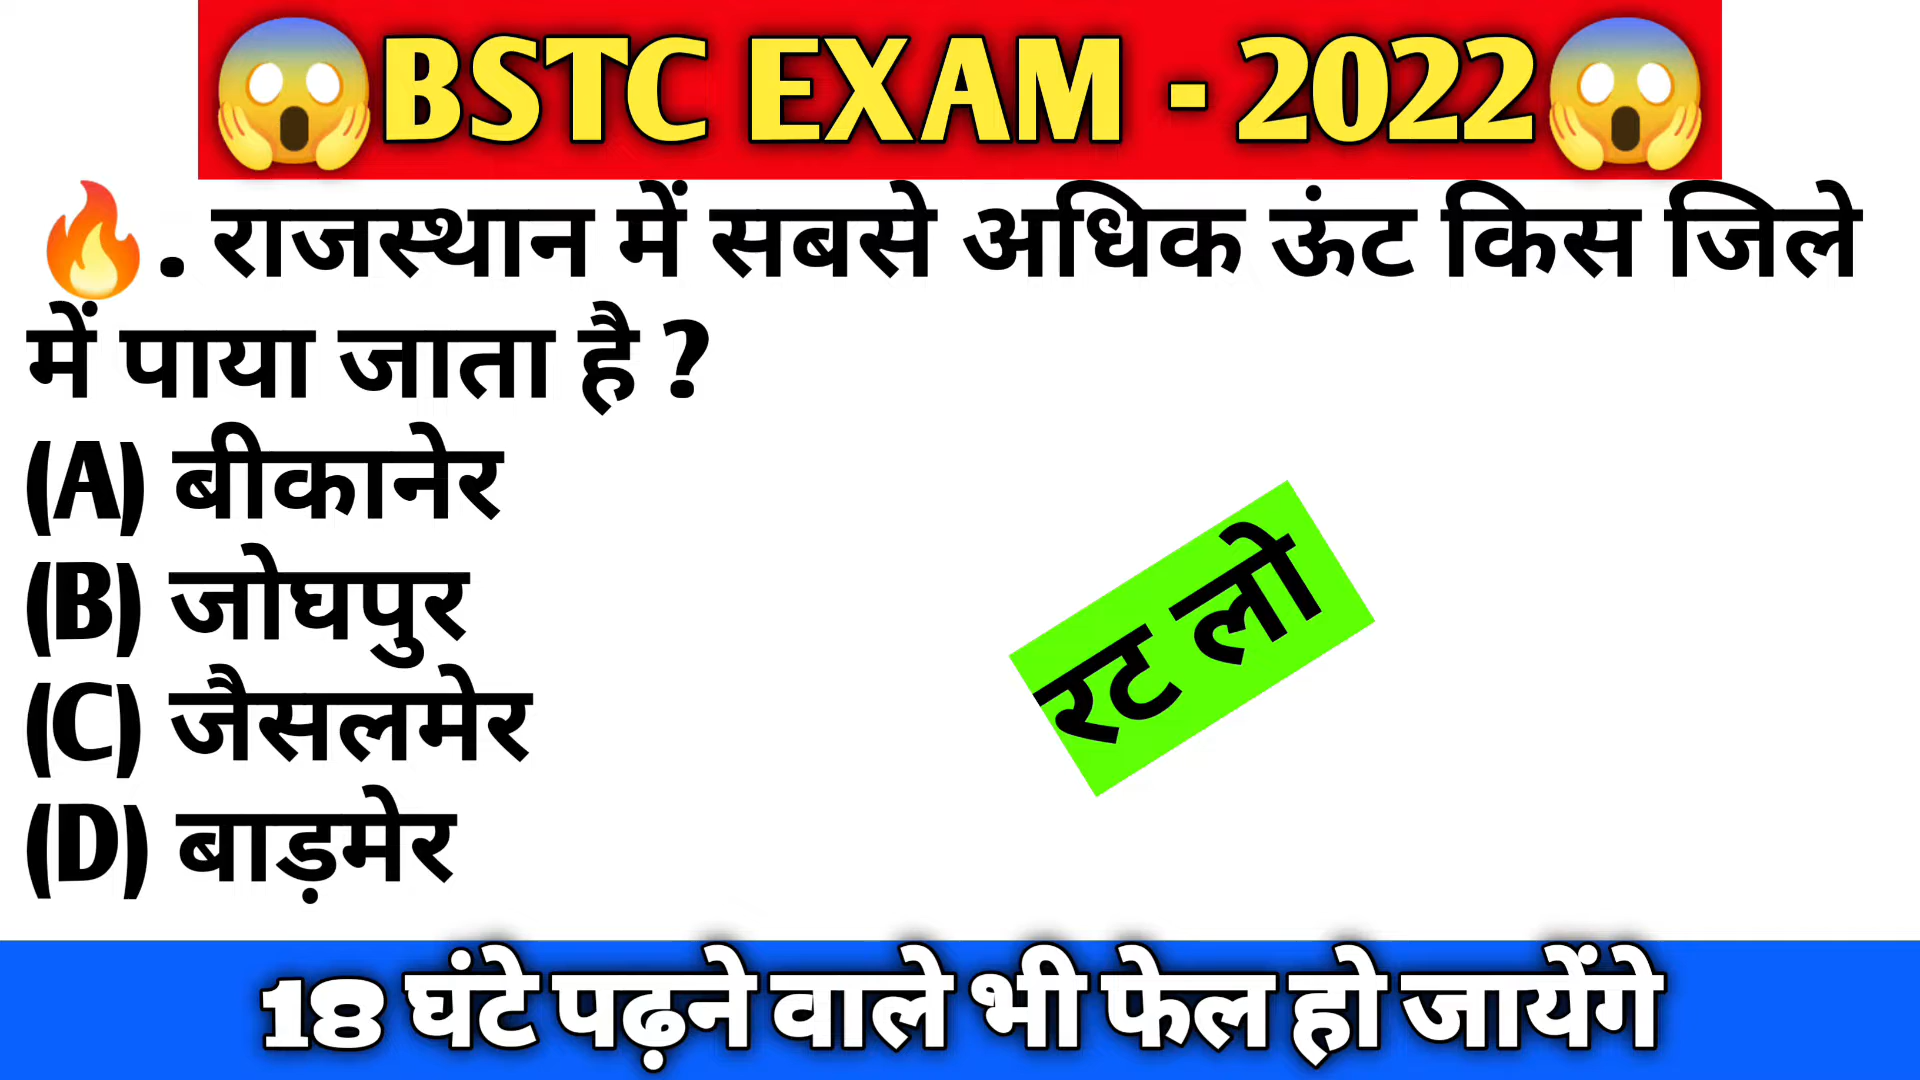 😱BSTC EXAM - 2022😱
🔥. राजस्थान में सबसे अधिक ऊंट किस जिले
में पाया जाता है ?
(A) बीकानेर
(B) जोघपुर
(C) जैसलमेर
(D) बाड़मेर
रट लो
18 घंटे पढ़ने वाले भी फेल हो जायेंगे